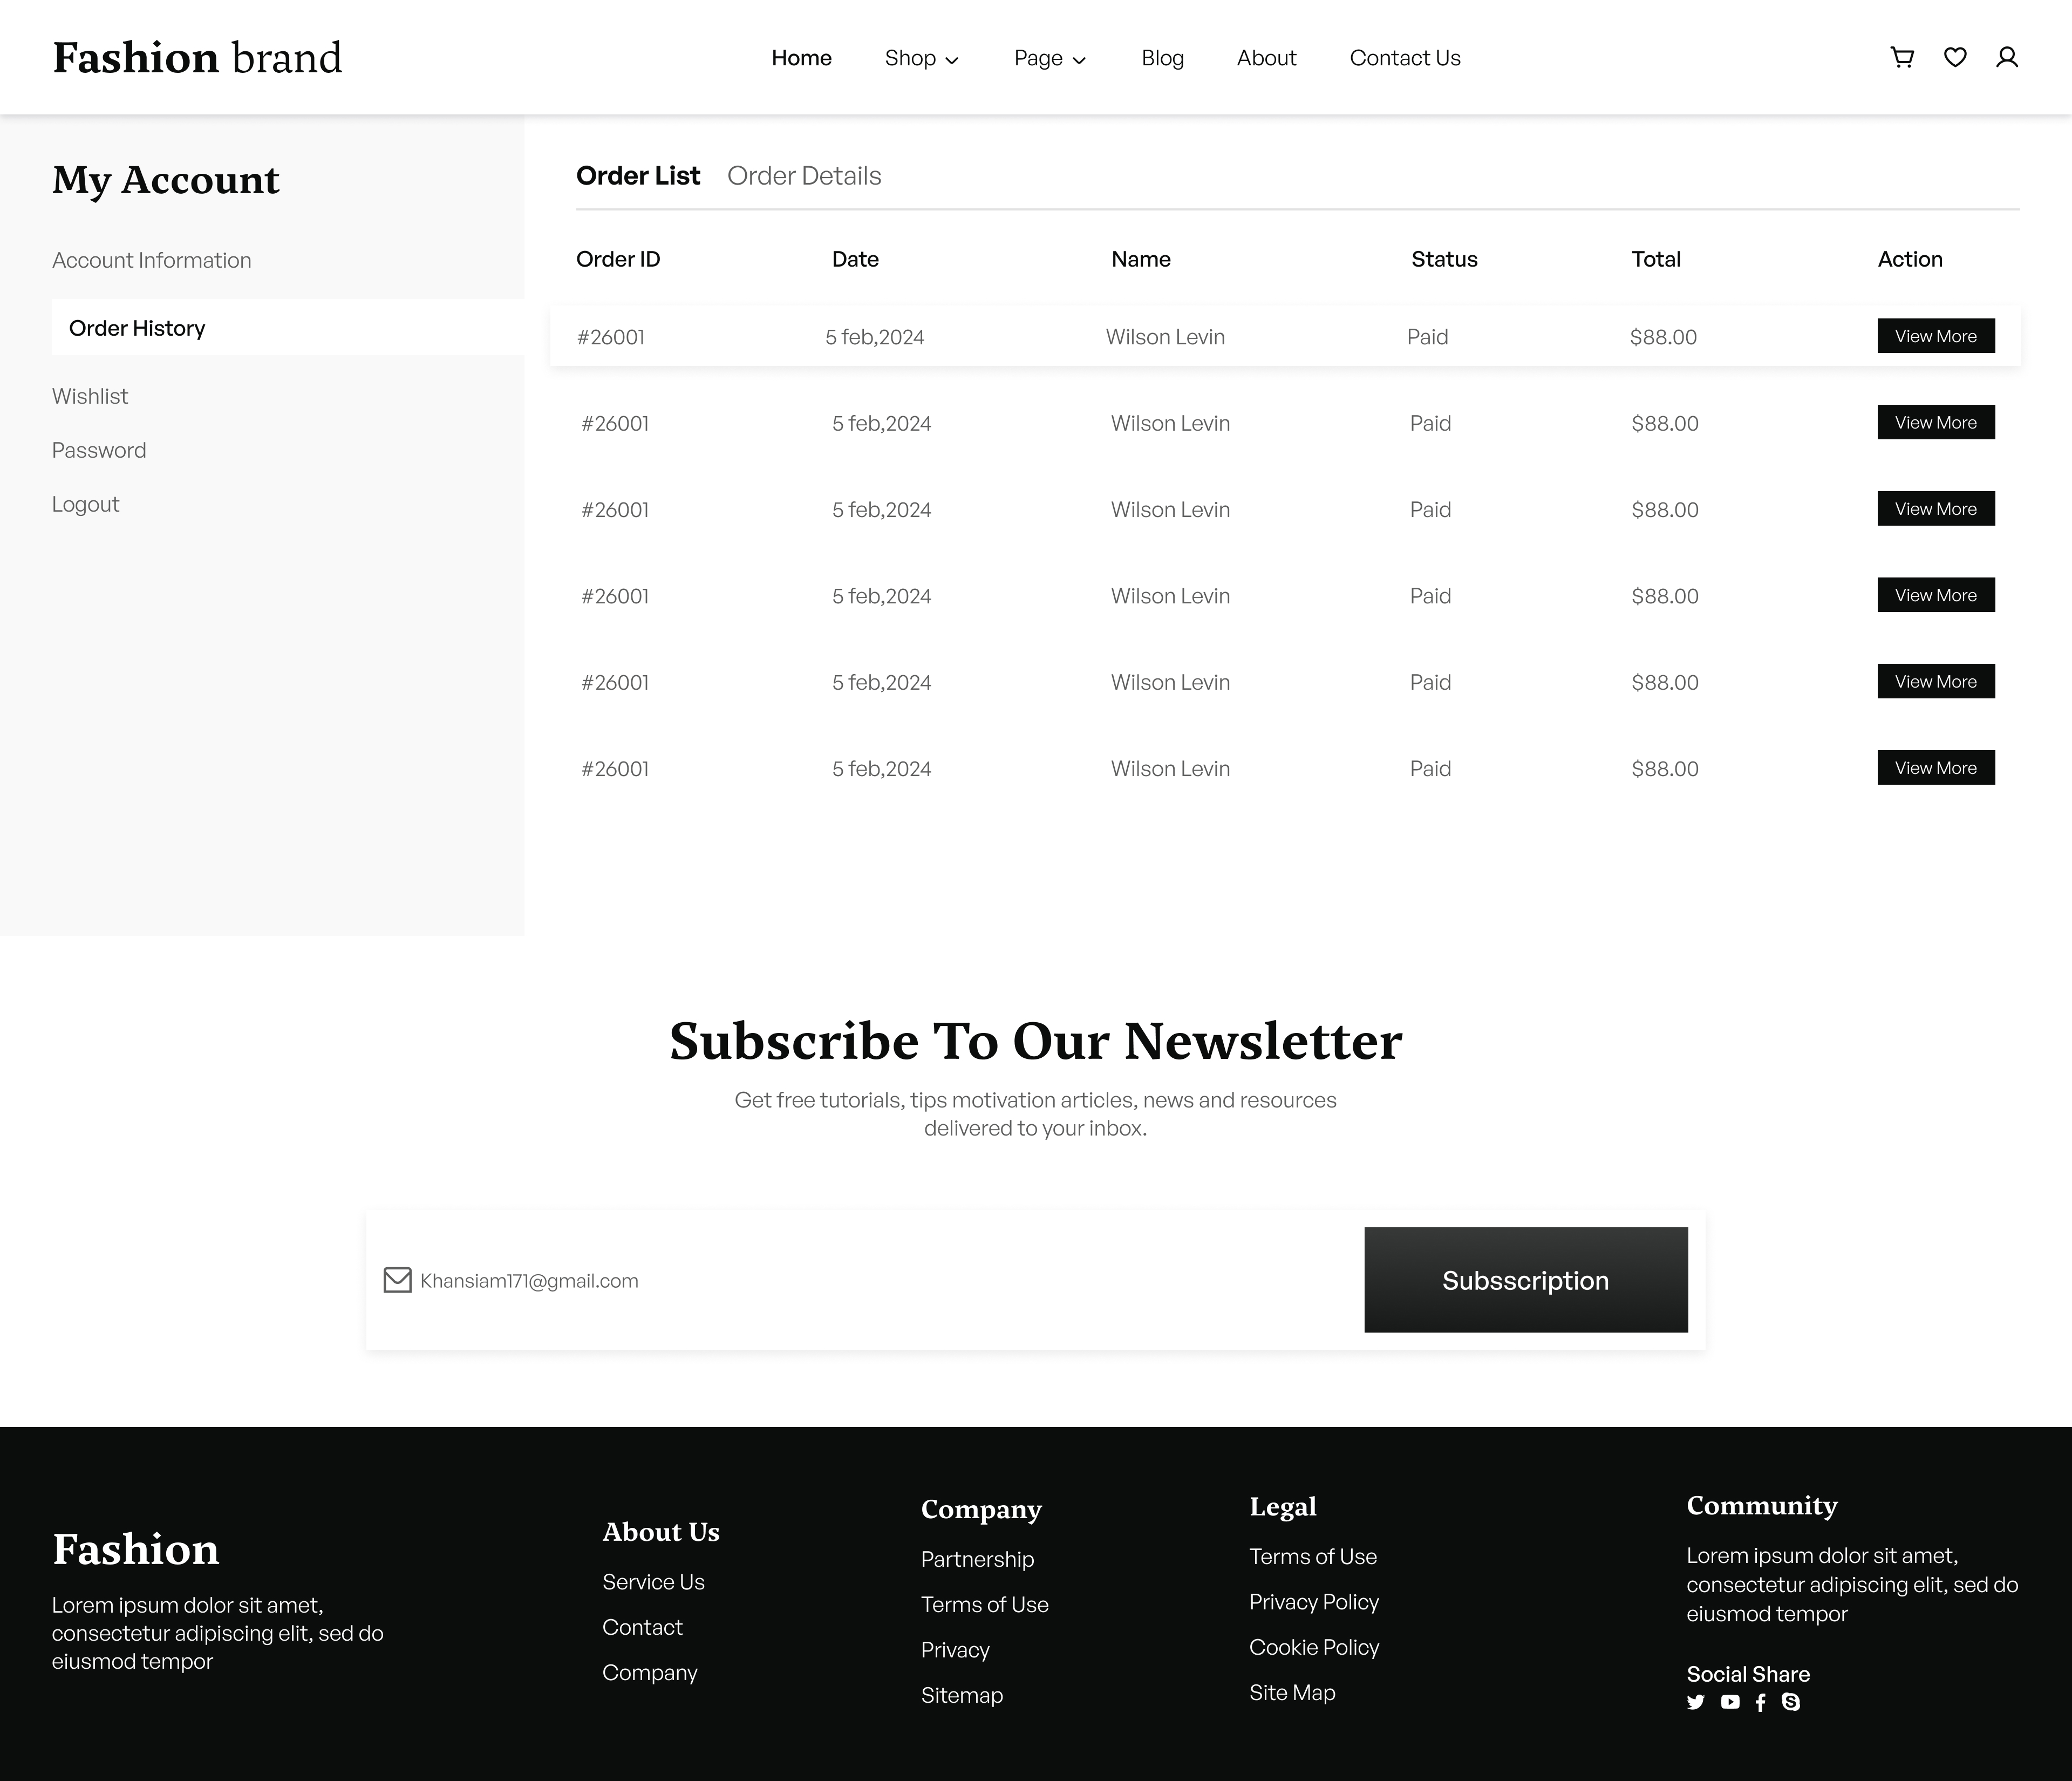 Fashion brand
Home Shop Page Blog About Contact Us
My Account
Account Information
Order History
Wishlist
Password
Logout
Order List Order Details
Order ID Date Name Status Total Action
#26001 5 feb,2024 Wilson Levin Paid $88.00 View More
#26001 5 feb,2024 Wilson Levin Paid $88.00 View More
#26001 5 feb,2024 Wilson Levin Paid $88.00 View More
#26001 5 feb,2024 Wilson Levin Paid $88.00 View More
#26001 5 feb,2024 Wilson Levin Paid $88.00 View More
#26001 5 feb,2024 Wilson Levin Paid $88.00 View More
Subscribe To Our Newsletter
Get free tutorials, tips motivation articles, news and resources
delivered to your inbox.
Khansiam171@gmail.com
Subsscription
Fashion
Lorem ipsum dolor sit amet,
consectetur adipiscing elit, sed do
eiusmod tempor
About Us
Service Us
Contact
Company
Company
Partnership
Terms of Use
Privacy
Sitemap
Legal
Terms of Use
Privacy Policy
Cookie Policy
Site Map
Community
Lorem ipsum dolor sit amet,
consectetur adipiscing elit, sed do
eiusmod tempor
Social Share